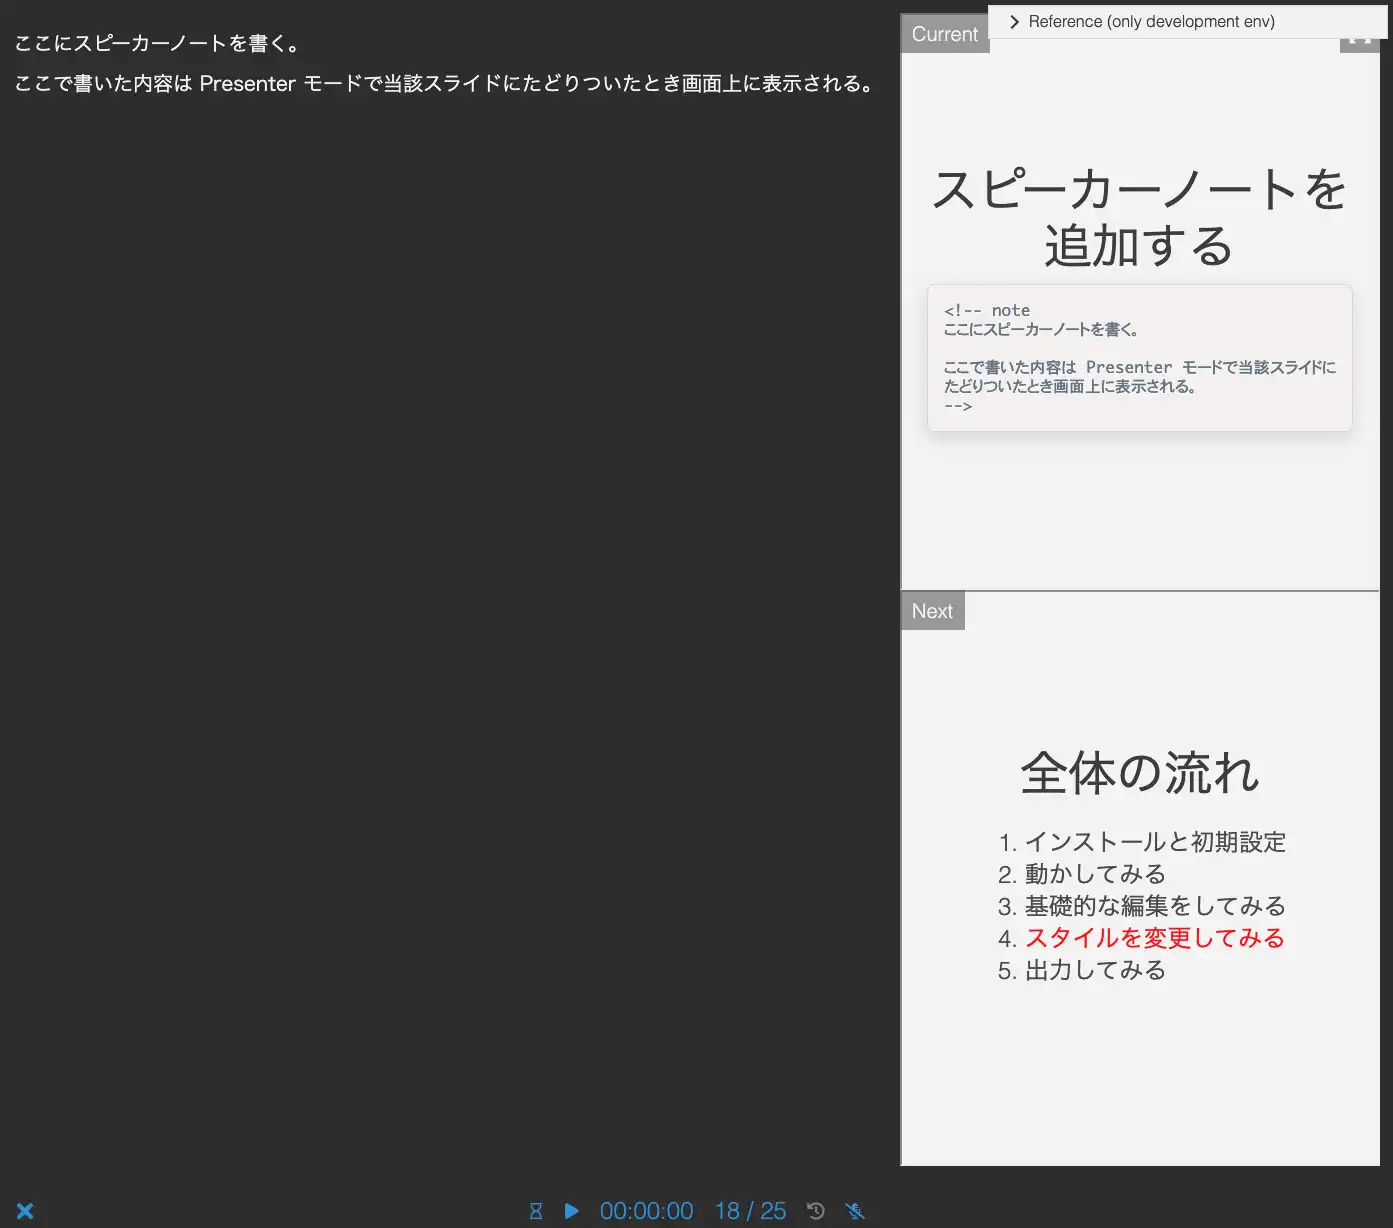 ここにスピーカーノートを書く。
ここで書いた内容は Presenter モードで当該スライドにたどりついたとき画面上に表示される。
Reference (only development env)
Current
スピーカーノートを
追加する
<!-- note
ここにスピーカーノートを書く。
ここで書いた内容は Presenter モードで当該スライドに
たどりついたとき画面上に表示される。
-->
Next
全体の流れ
1. インストールと初期設定
2. 動かしてみる
3. 基礎的な編集をしてみる
4. スタイルを変更してみる
5. 出力してみる
00:00:00 18 / 25